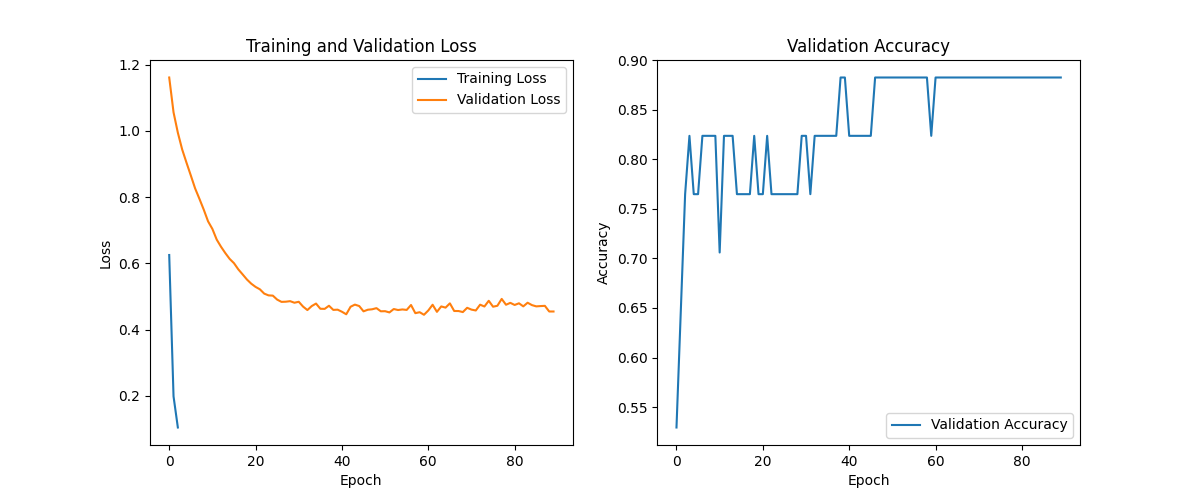 Training and Validation Loss
1.2
1.0
0.8
0.6
0.4
0.2
Loss
0
20
40
60
80
Epoch
Training Loss
Validation Loss
Validation Accuracy
0.90
0.85
0.80
0.75
0.70
0.65
0.60
0.55
Accuracy
0
20
40
60
80
Epoch
Validation Accuracy